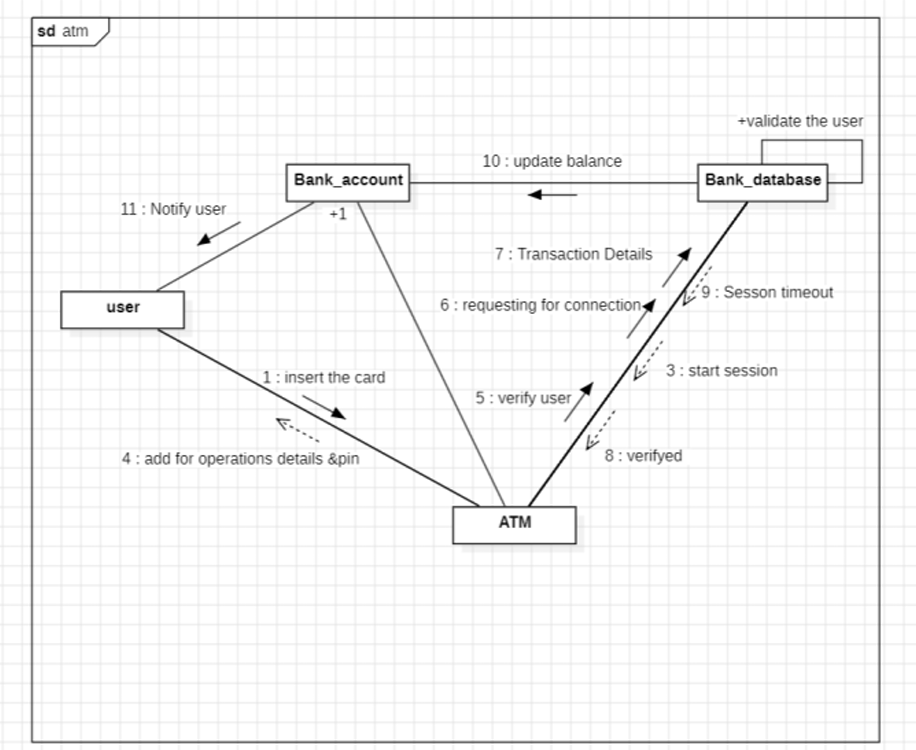 sd atm
+validate the user
10 : update balance
Bank_account
Bank_database
11 : Notify user
+1
7 : Transaction Details
9 : Sesson timeout
6 : requesting for connection
user
3 : start session
1 : insert the card
5 : verify user
4 : add for operations details &pin
8 : verifyed
ATM